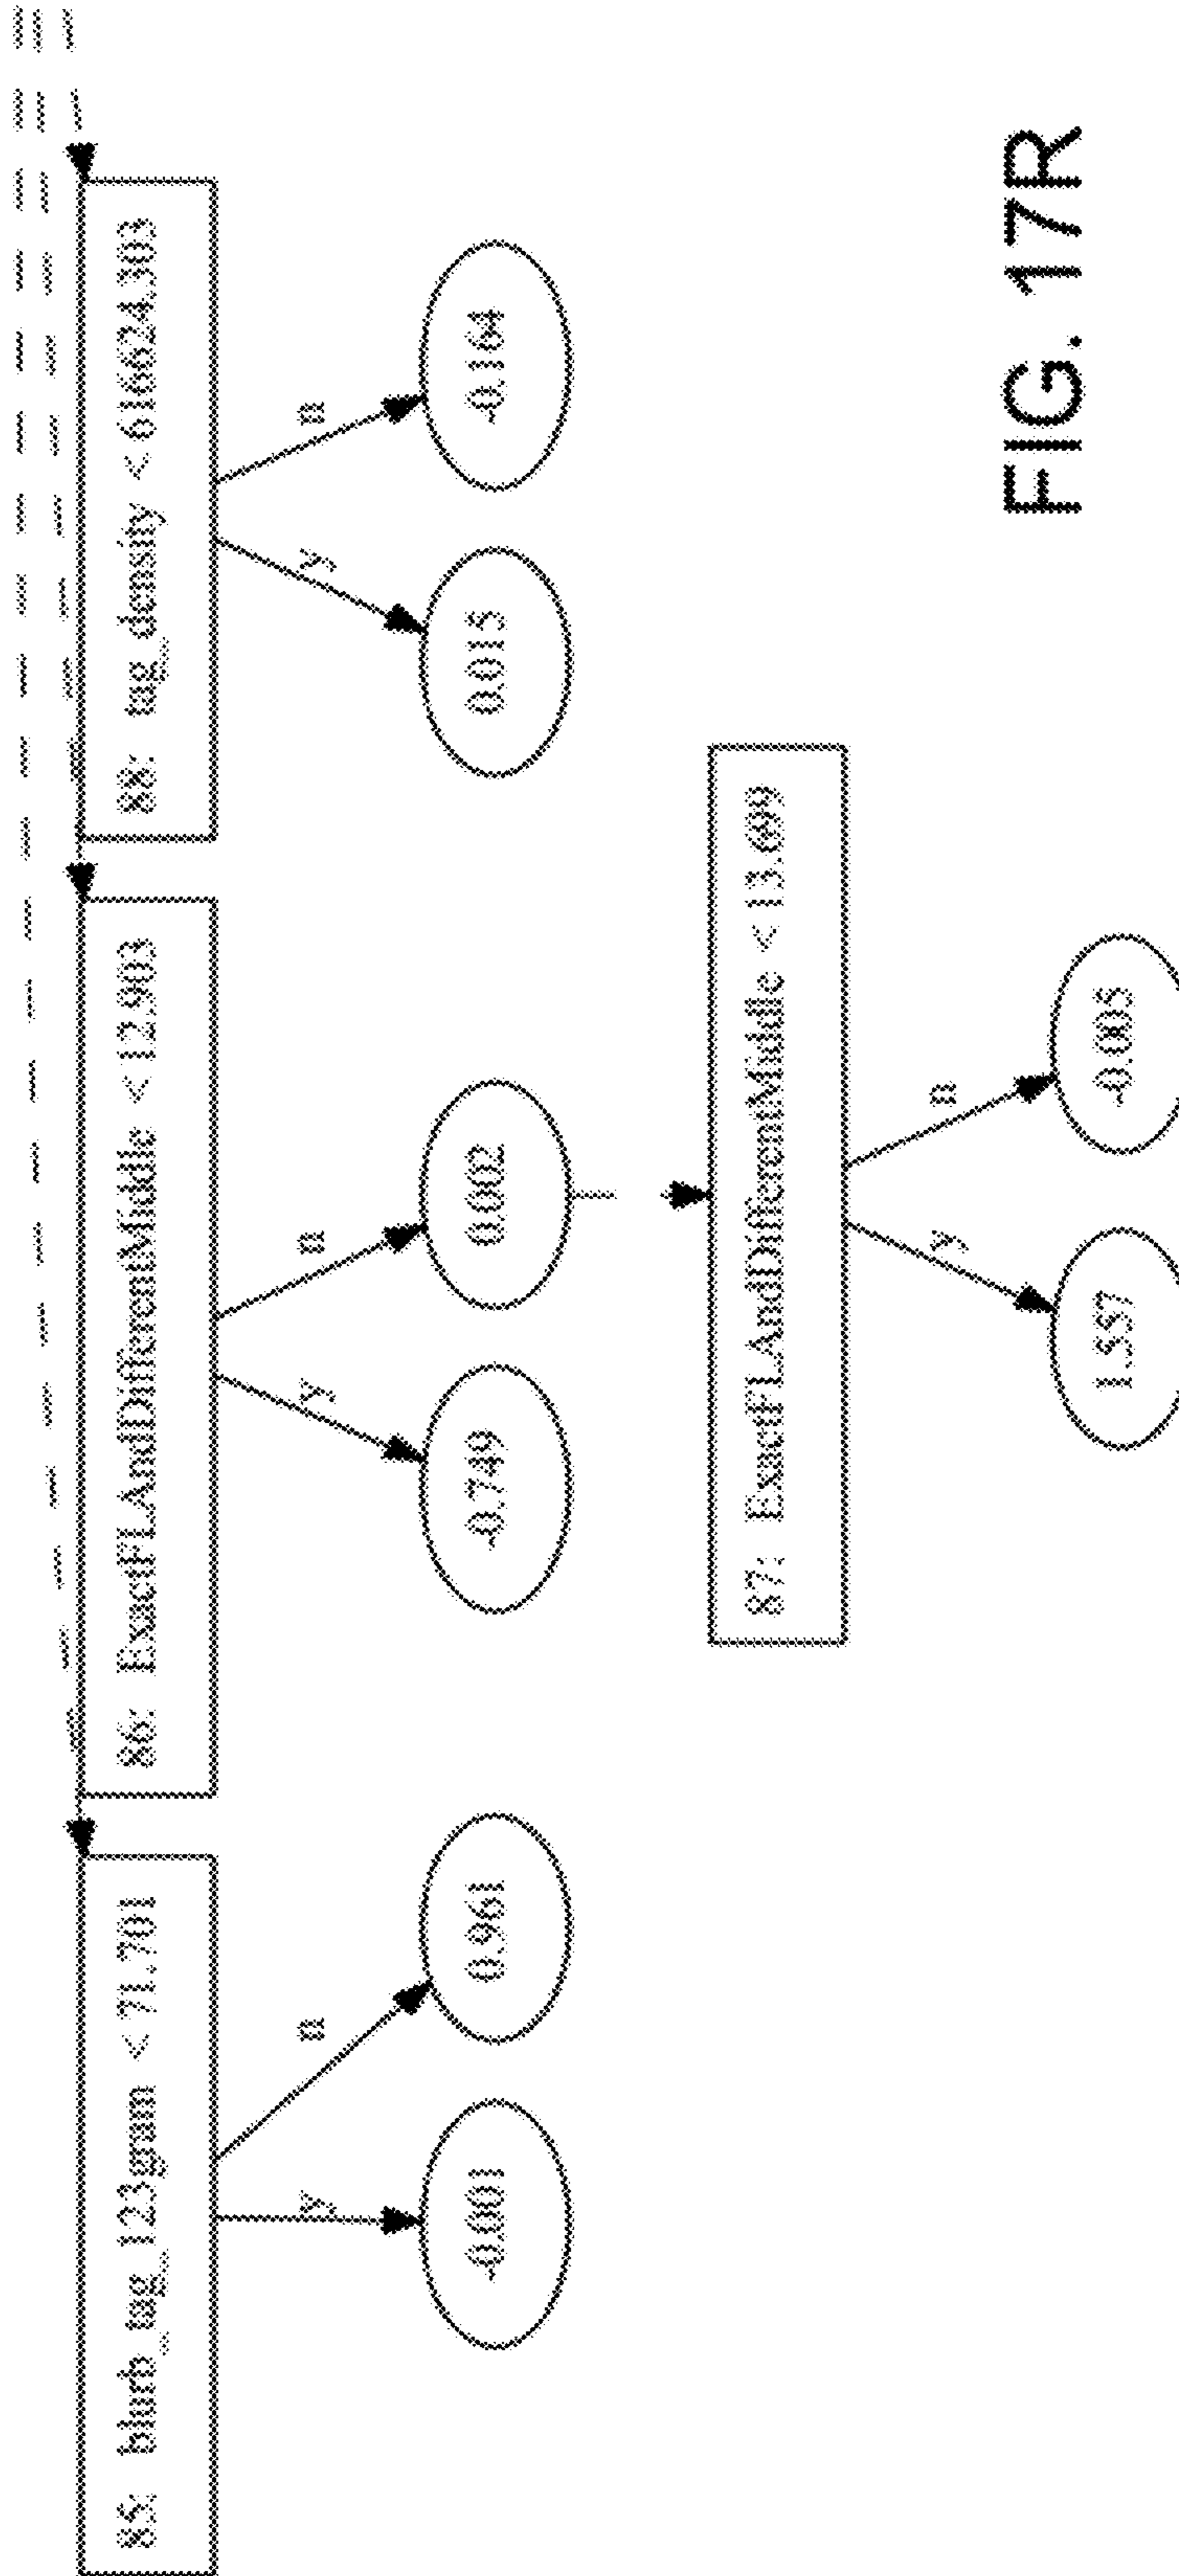 85: blurb_tag_123gram < 71.701
y
n
-0.001
0.961
86: ExactFLAndDifferentMiddle < 12.903
y
n
-0.749
0.002
88: tag_density < 616624.303
y
n
0.015
-0.164
87: ExactFLAndDifferentMiddle < 13.699
y
n
1.557
-0.005
FIG. 17R